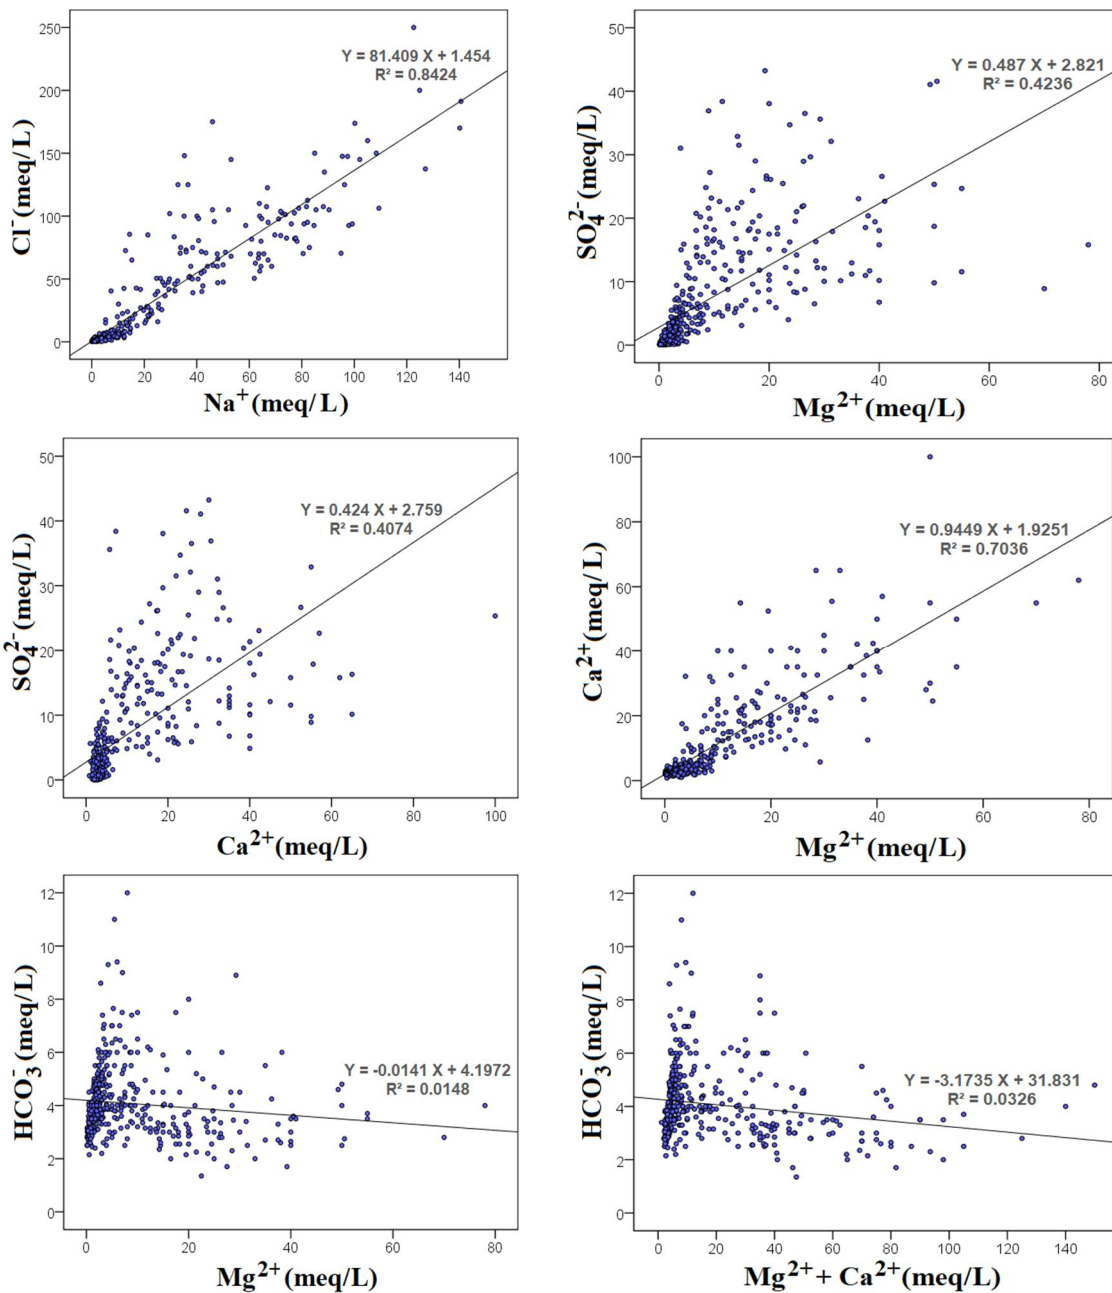 250
200
150
100
50
0
Cl⁻ (meq/L)
Y = 81.409 X + 1.454
R² = 0.8424
0 20 40 60 80 100 120 140
Na⁺ (meq/L)
50
40
30
20
10
0
SO₄²⁻ (meq/L)
Y = 0.487 X + 2.821
R² = 0.4236
0 20 40 60 80
Mg²⁺ (meq/L)
50
40
30
20
10
0
SO₄²⁻ (meq/L)
Y = 0.424 X + 2.759
R² = 0.4074
0 20 40 60 80 100
Ca²⁺ (meq/L)
100
80
60
40
20
0
Ca²⁺ (meq/L)
Y = 0.9449 X + 1.9251
R² = 0.7036
0 20 40 60 80
Mg²⁺ (meq/L)
12
10
8
6
4
2
0
HCO₃⁻ (meq/L)
Y = -0.0141 X + 4.1972
R² = 0.0148
0 20 40 60 80
Mg²⁺ (meq/L)
12
10
8
6
4
2
0
HCO₃⁻ (meq/L)
Y = -3.1735 X + 31.831
R² = 0.0326
0 20 40 60 80 100 120 140
Mg²⁺ + Ca²⁺ (meq/L)